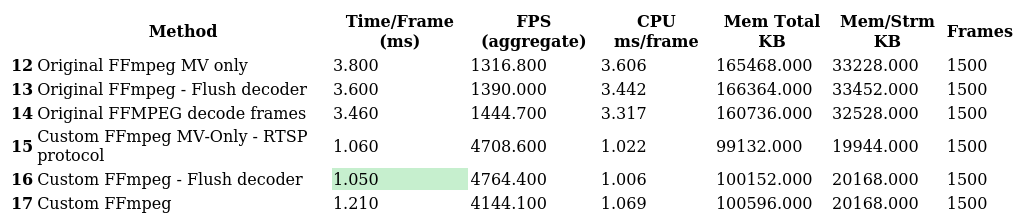 Method Time/Frame (ms) FPS (aggregate) CPU ms/frame Mem Total KB Mem/Strm KB Frames
12 Original FFmpeg MV only 3.800 1316.800 3.606 165468.000 33228.000 1500
13 Original FFmpeg - Flush decoder 3.600 1390.000 3.442 166364.000 33452.000 1500
14 Original FFMPEG decode frames 3.460 1444.700 3.317 160736.000 32528.000 1500
15 Custom FFmpeg MV-Only - RTSP protocol 1.060 4708.600 1.022 99132.000 19944.000 1500
16 Custom FFmpeg - Flush decoder 1.050 4764.400 1.006 100152.000 20168.000 1500
17 Custom FFmpeg 1.210 4144.100 1.069 100596.000 20168.000 1500